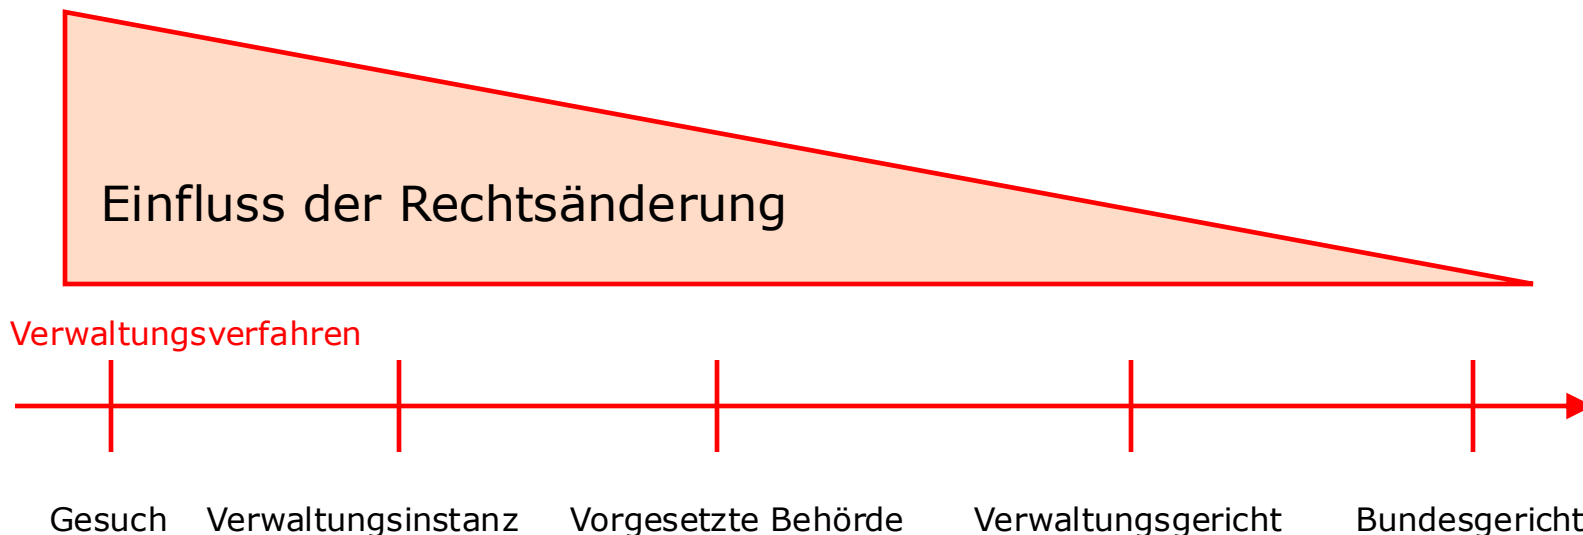 Einfluss der Rechtsänderung
Verwaltungsverfahren
Gesuch Verwaltungsinstanz Vorgesetzte Behörde Verwaltungsgericht Bundesgericht